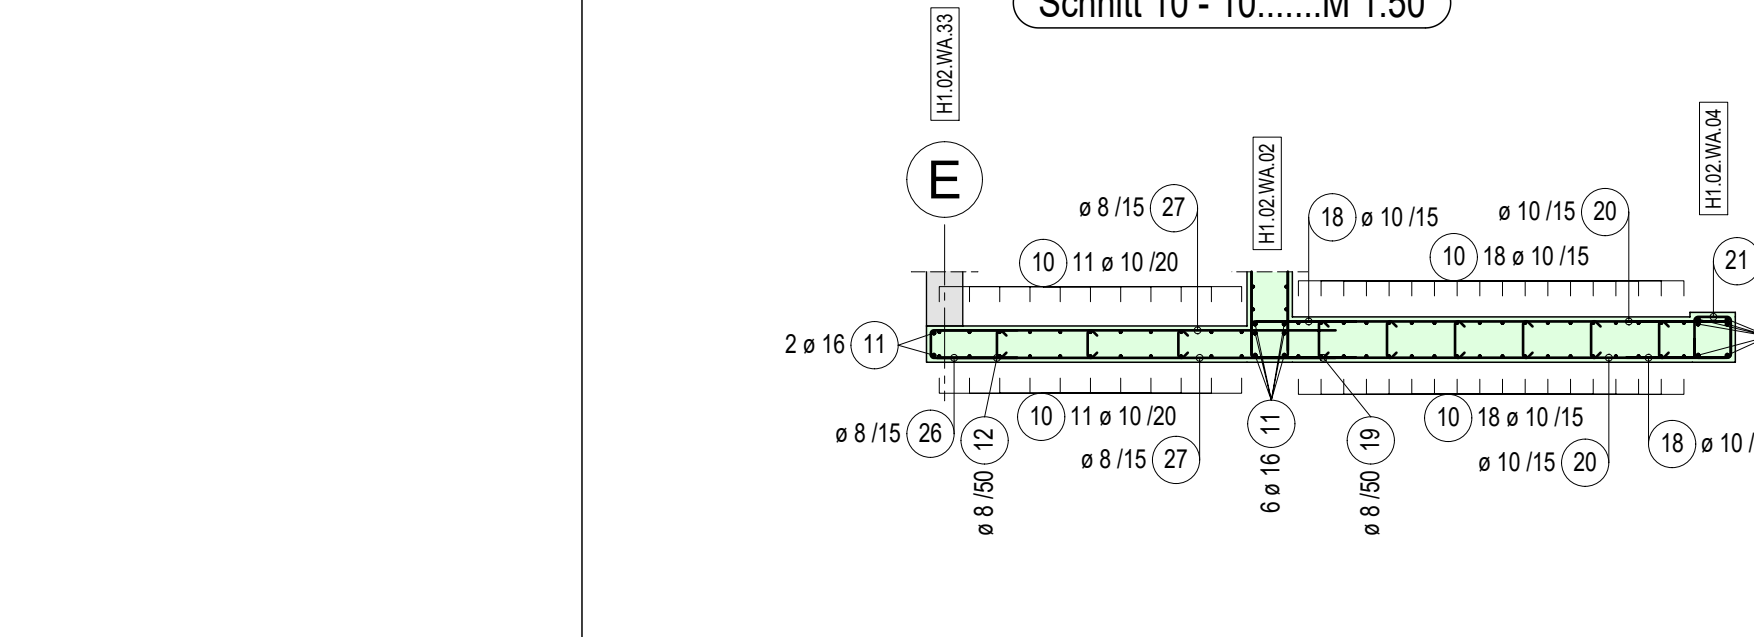 Schnitt 10 - 10.......M 1:50
H1.02.WA.33
H1.02.WA.04
H1.02.WA.02
E
ø 8 /15 27
18 ø 10 /15
ø 10 /15 20
10 11 ø 10 /20
10 18 ø 10 /15
21
2 ø 16 11
ø 8 /15 26
12 ø 8 /50
10 11 ø 10 /20
ø 8 /15 27
6 ø 16 11
19 ø 8 /50
10 18 ø 10 /15
ø 10 /15 20
18 ø 10 /